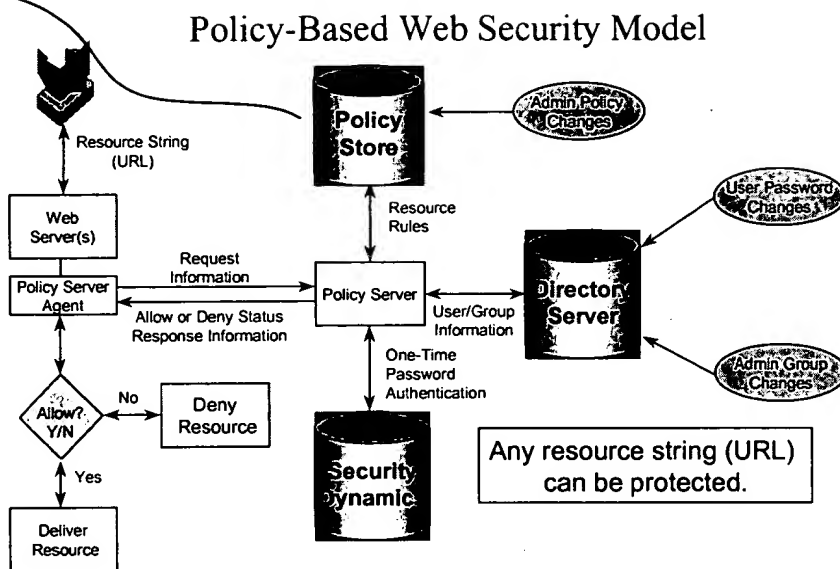 Policy-Based Web Security Model
Resource String
(URL)
Policy
Store
Admin Policy
Changes
Web
Server(s)
Resource
Rules
User Password
Changes
Request
Information
Policy Server
Agent
Policy Server
Directory
Server
Allow or Deny Status
Response Information
User/Group
Information
One-Time
Password
Authentication
Admin Group
Changes
Allow?
Y/N
No
Deny
Resource
Yes
Security
Dynamic
Any resource string (URL)
can be protected.
Deliver
Resource